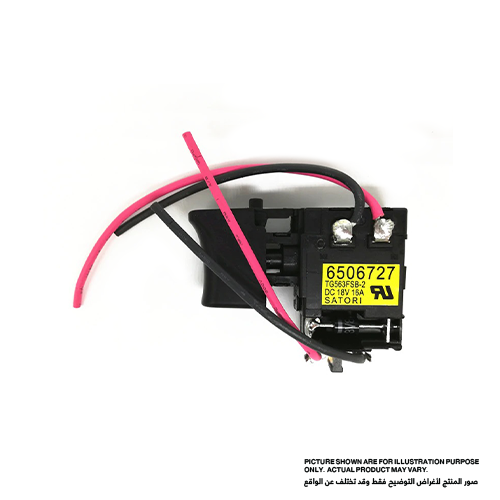 6506727
TG563FSB-2
DC 18V 16A
SATORI
PICTURE SHOWN ARE FOR ILLUSTRATION PURPOSE
ONLY. ACTUAL PRODUCT MAY VARY.
صور المنتج لأغراض التوضيح فقط وقد تختلف عن الواقع